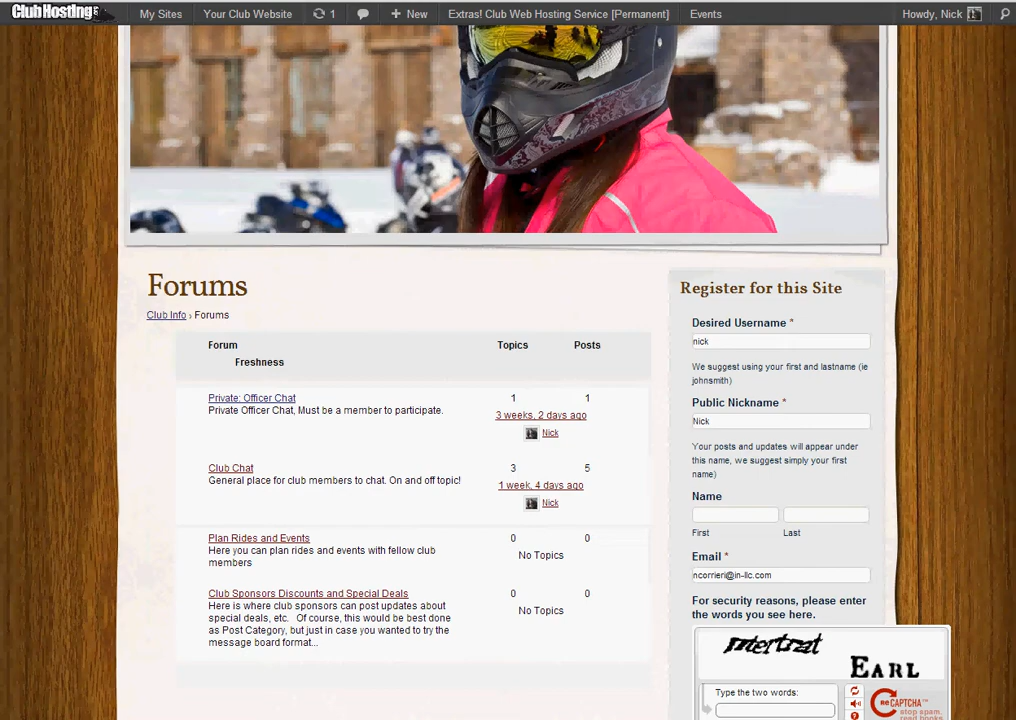 ClubHosting My Sites Your Club Website 1 New Extras! Club Web Hosting Service [Permanent] Events Howdy, Nick
Forums
Club Info › Forums
Forum Topics Posts
Freshness
Private: Officer Chat 1 1
Private Officer Chat, Must be a member to participate.
3 weeks, 2 days ago
Nick
Club Chat 3 5
General place for club members to chat. On and off topic!
1 week, 4 days ago
Nick
Plan Rides and Events 0 0
Here you can plan rides and events with fellow club
members
No Topics
Club Sponsors Discounts and Special Deals 0 0
Here is where club sponsors can post updates about
special deals, etc. Of course, this would be best done
as Post Category, but just in case you wanted to try the
message board format...
No Topics
Register for this Site
Desired Username *
nick
We suggest using your first and lastname (ie
johnsmith)
Public Nickname *
Nick
Your posts and updates will appear under
this name, we suggest simply your first
name)
Name
First Last
Email *
ncorrieri@in-llc.com
For security reasons, please enter
the words you see here.
Earl
Type the two words:
reCAPTCHA™
stop spam.
read books.